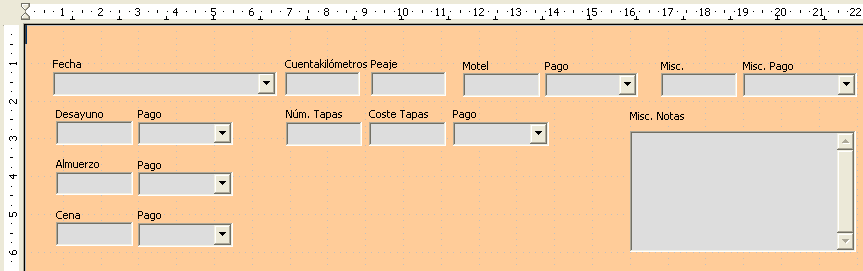 1 2 3 4 5 6 7 8 9 10 11 12 13 14 15 16 17 18 19 20 21 22
Fecha Cuentakilómetros Peaje Motel Pago Misc. Misc. Pago
Desayuno Pago Núm. Tapas Coste Tapas Pago Misc. Notas
Almuerzo Pago
Cena Pago
1
2
3
4
5
6